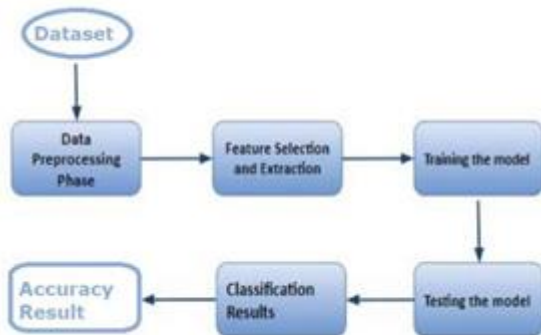 Dataset
Data
Preprocessing
Phase
Feature Selection
and Extraction
Training the model
Testing the model
Classification
Results
Accuracy
Result